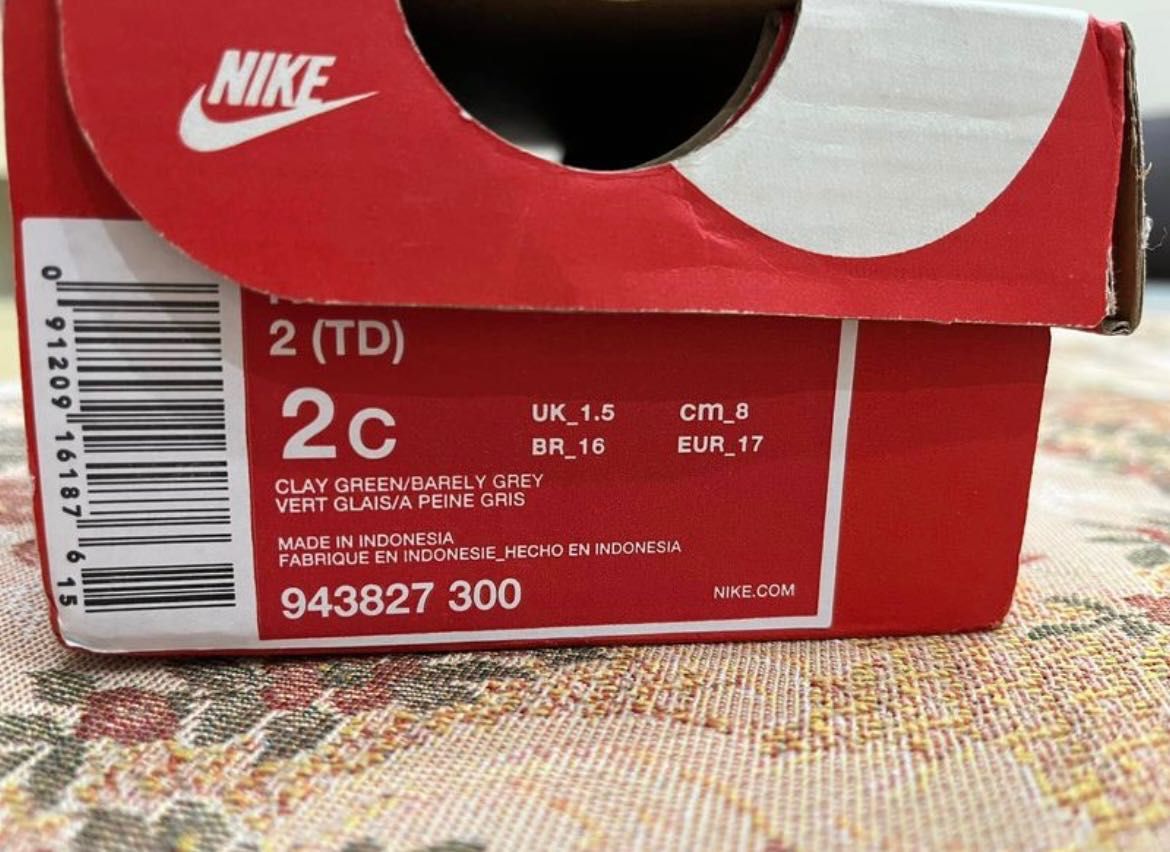 NIKE
2 (TD)
2C
UK_1.5 cm_8
BR_16 EUR_17
CLAY GREEN/BARELY GREY
VERT GLAIS/A PEINE GRIS
MADE IN INDONESIA
FABRIQUE EN INDONESIE_HECHO EN INDONESIA
943827 300
NIKE.COM
0 91209 16187 6 15